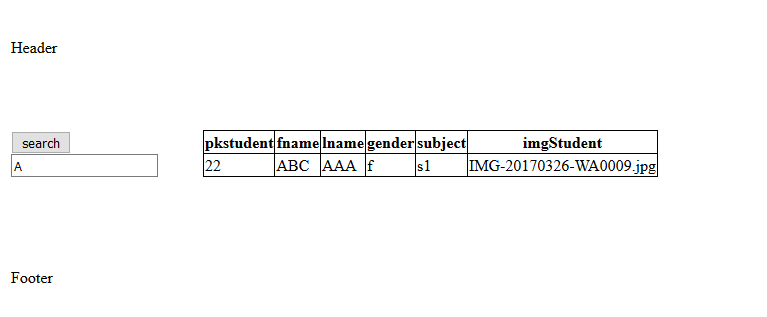 Header
search
A
pkstudent fname lname gender subject imgStudent
22 ABC AAA f s1 IMG-20170326-WA0009.jpg
Footer